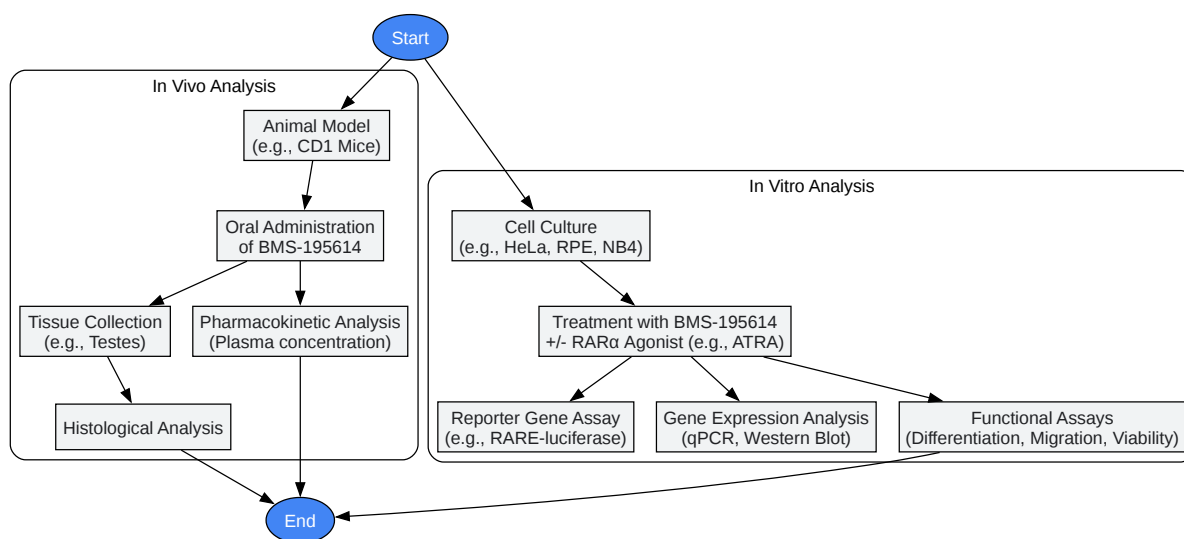 Start
In Vivo Analysis
Animal Model
(e.g., CD1 Mice)
Oral Administration
of BMS-195614
Tissue Collection
(e.g., Testes)
Pharmacokinetic Analysis
(Plasma concentration)
Histological Analysis
In Vitro Analysis
Cell Culture
(e.g., HeLa, RPE, NB4)
Treatment with BMS-195614
+/- RARα Agonist (e.g., ATRA)
Reporter Gene Assay
(e.g., RARE-luciferase)
Gene Expression Analysis
(qPCR, Western Blot)
Functional Assays
(Differentiation, Migration, Viability)
End